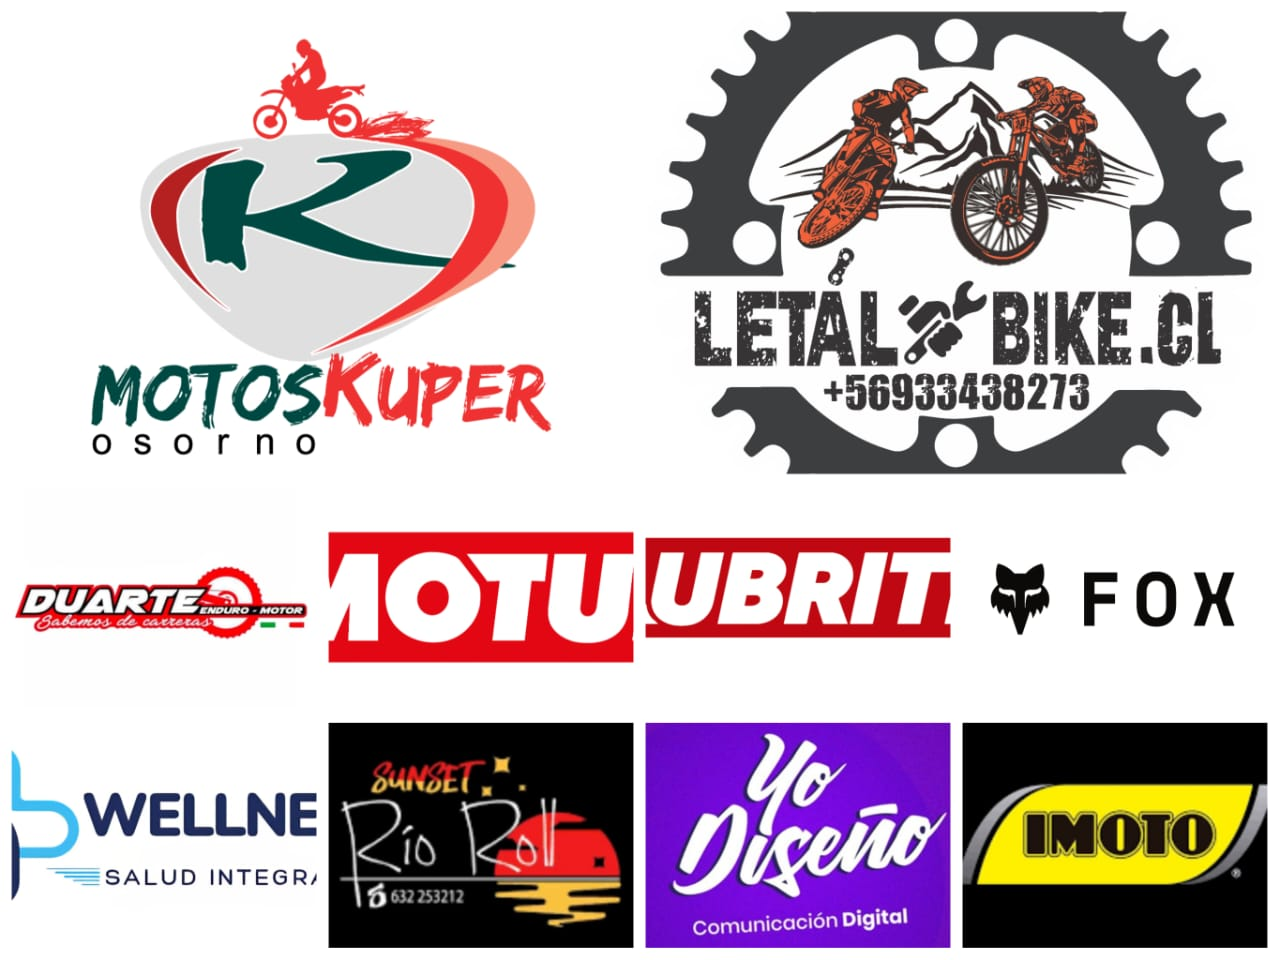 K
MOTOSKUPER
osorno
LETÁL BIKE.CL
+56933438273
DUARTE
ENDURO - MOTOR
Sabemos de carreras
MOTU
UBRIT
FOX
WELLNE
SALUD INTEGRA
SUNSET
Río Roll
632 253212
Yo
Diseño
Comunicación Digital
IMOTO
®